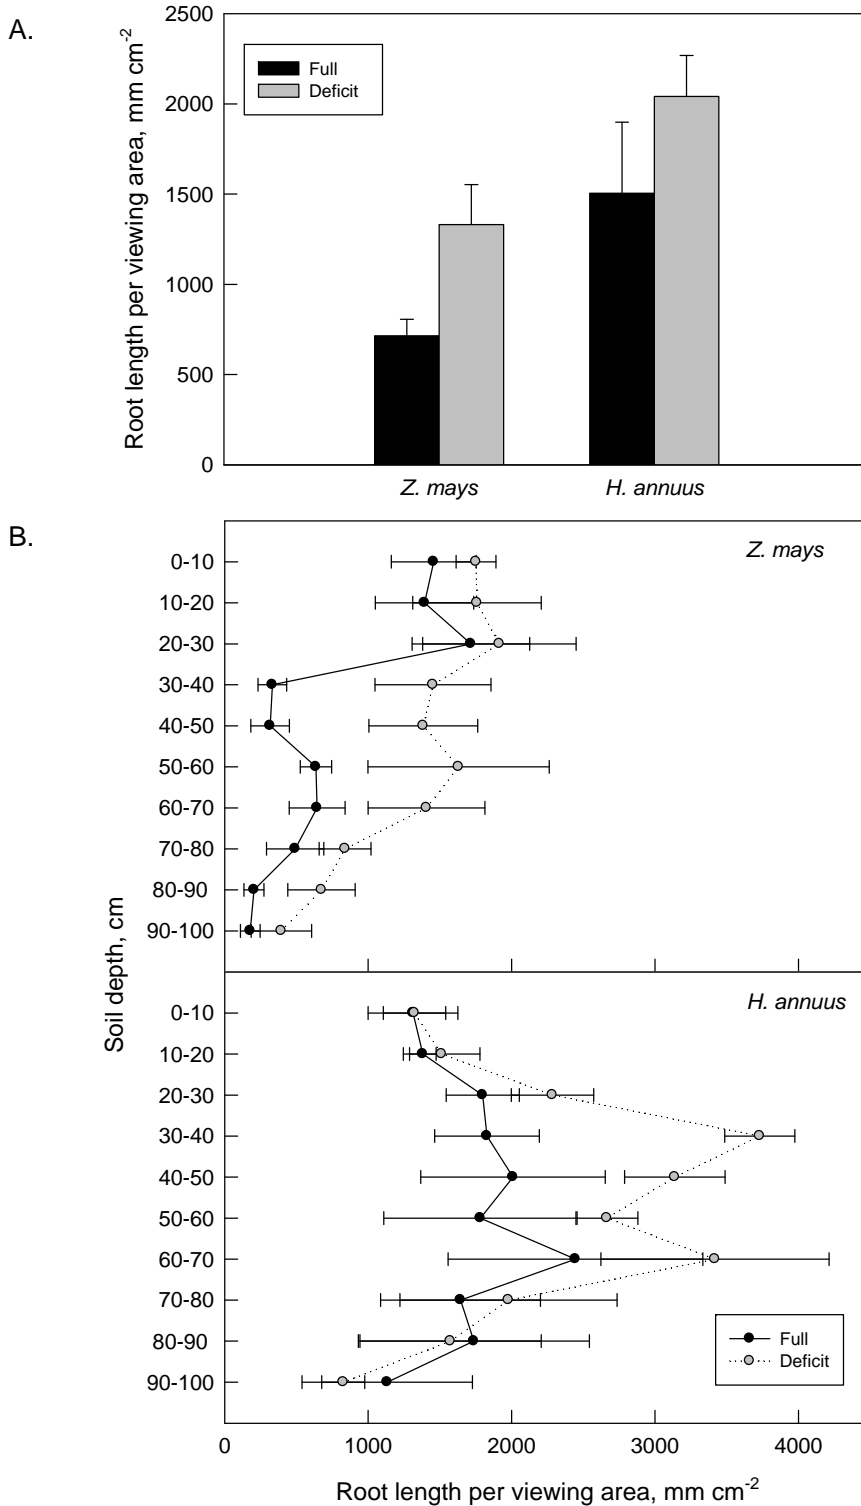 A.
Root length per viewing area, mm cm-2
2500
2000
1500
1000
500
0
Full
Deficit
Z. mays
H. annuus
B.
Soil depth, cm
Z. mays
0-10
10-20
20-30
30-40
40-50
50-60
60-70
70-80
80-90
90-100
H. annuus
0-10
10-20
20-30
30-40
40-50
50-60
60-70
70-80
80-90
90-100
Full
Deficit
0 1000 2000 3000 4000
Root length per viewing area, mm cm-2